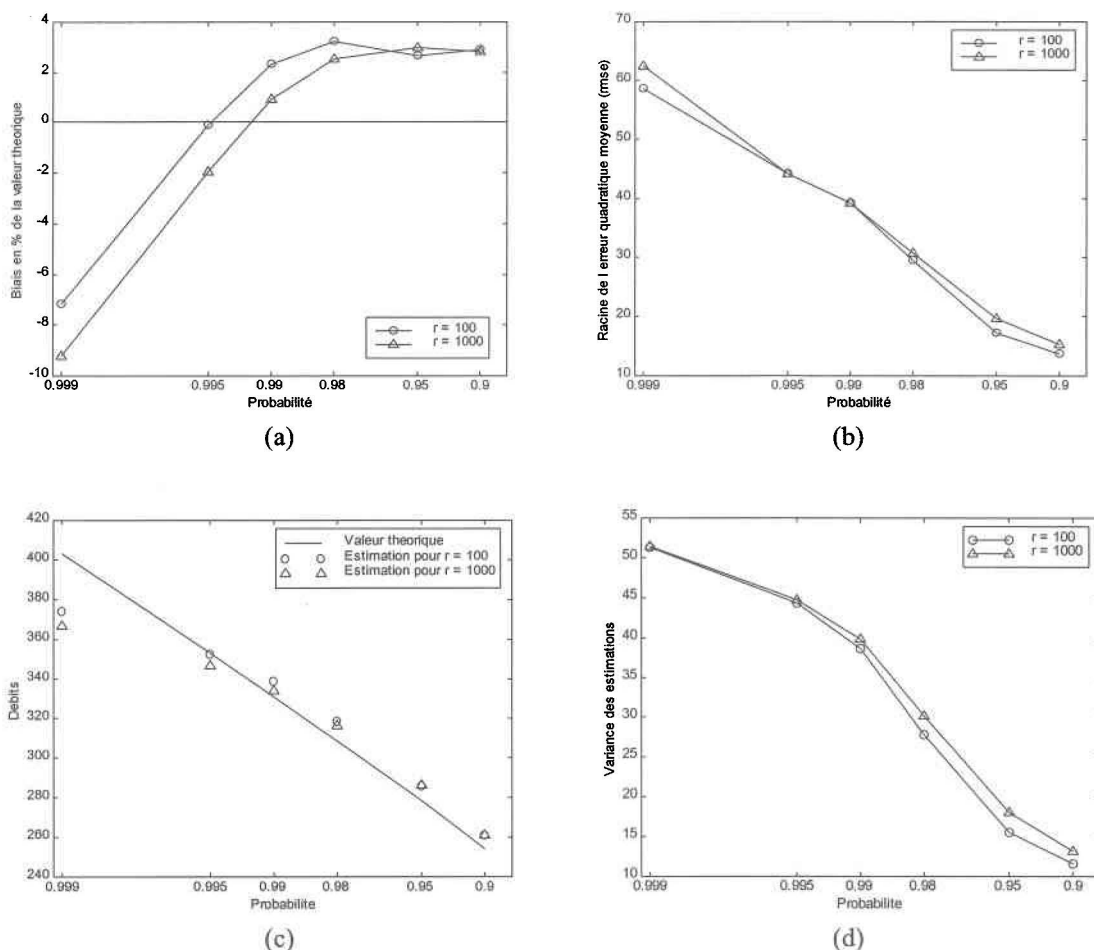 4
2
0
-2
-4
-6
-8
-10
Biais en % de la valeur theorique
r = 100
r = 1000
0.999
0.995
0.99
0.98
0.95
0.9
Probabilité
(a)
70
60
50
40
30
20
10
Racine de l erreur quadratique moyenne (rmse)
r = 100
r = 1000
0.999
0.995
0.99
0.98
0.95
0.9
Probabilité
(b)
420
400
380
360
340
320
300
280
260
240
Debits
Valeur theorique
Estimation pour r = 100
Estimation pour r = 1000
0.999
0.995
0.99
0.98
0.95
0.9
Probabilite
(c)
55
50
45
40
35
30
25
20
15
10
Variance des estimations
r = 100
r = 1000
0.999
0.995
0,99
0.98
0.95
0.9
Probabilite
(d)